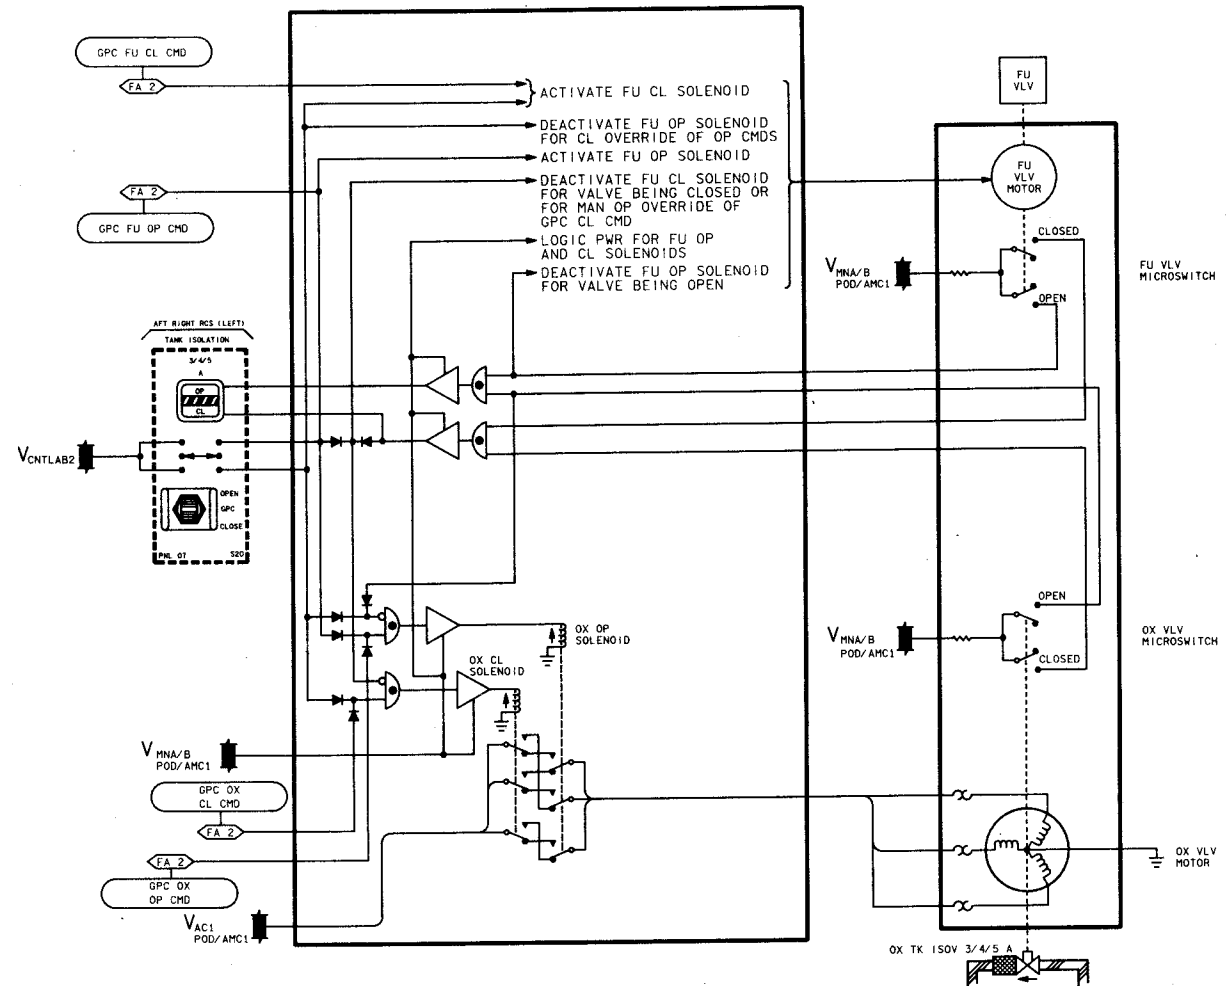 GPC FU CL CMD
FA 2
ACTIVATE FU CL SOLENOID
DEACTIVATE FU OP SOLENOID
FOR CL OVERRIDE OF OP CMDS
ACTIVATE FU OP SOLENOID
DEACTIVATE FU CL SOLENOID
FOR VALVE BEING CLOSED OR
FOR MAN OP OVERRIDE OF
GPC CL CMD
LOGIC PWR FOR FU OP
AND CL SOLENOIDS
DEACTIVATE FU OP SOLENOID
FOR VALVE BEING OPEN
FA 2
GPC FU OP CMD
FU
VLV
FU
VLV
MOTOR
CLOSED
OPEN
VMNA/B
POD/AMC1
FU VLV
MICROSWITCH
AFT RIGHT RCS (LEFT)
TANK ISOLATION
3/4/5
A
OP
CL
VCNTLAB2
OPEN
GPC
CLOSE
PNL 07
S20
OX OP
SOLENOID
OX CL
SOLENOID
OPEN
CLOSED
VMNA/B
POD/AMC1
OX VLV
MICROSWITCH
VMNA/B
POD/AMC1
GPC OX
CL CMD
FA 2
FA 2
GPC OX
OP CMD
VAC1
POD/AMC1
OX VLV
MOTOR
OX TK ISOV 3/4/5 A